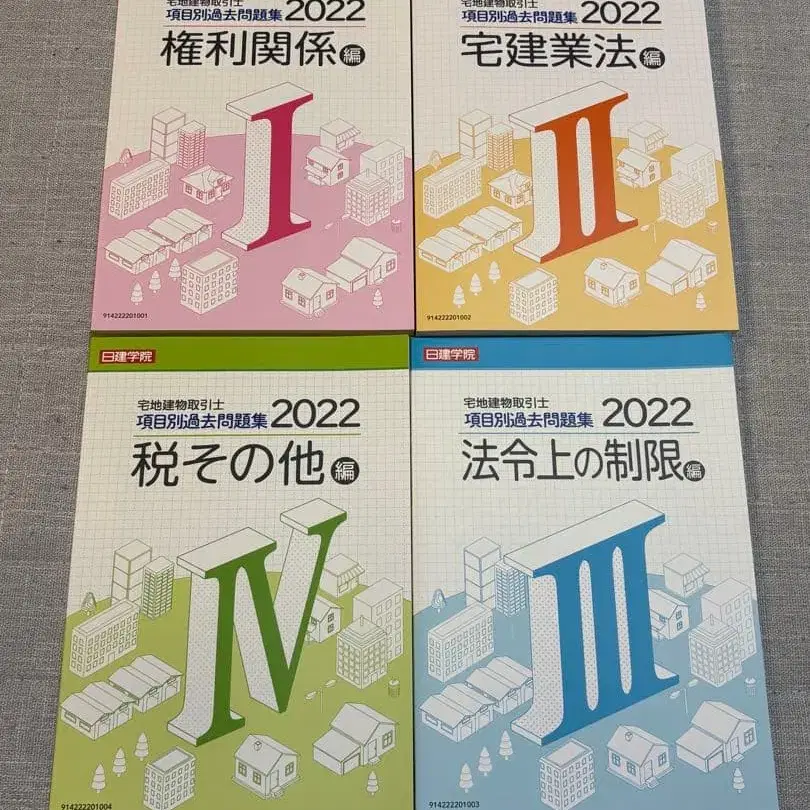 宅地建物取引士
項目別過去問題集 2022
権利関係編
I
914222201001
宅地建物取引士
項目別過去問題集 2022
宅建業法編
II
914222201002
日建学院
宅地建物取引士
項目別過去問題集 2022
税その他編
IV
914222201004
日建学院
宅地建物取引士
項目別過去問題集 2022
法令上の制限編
III
914222201003